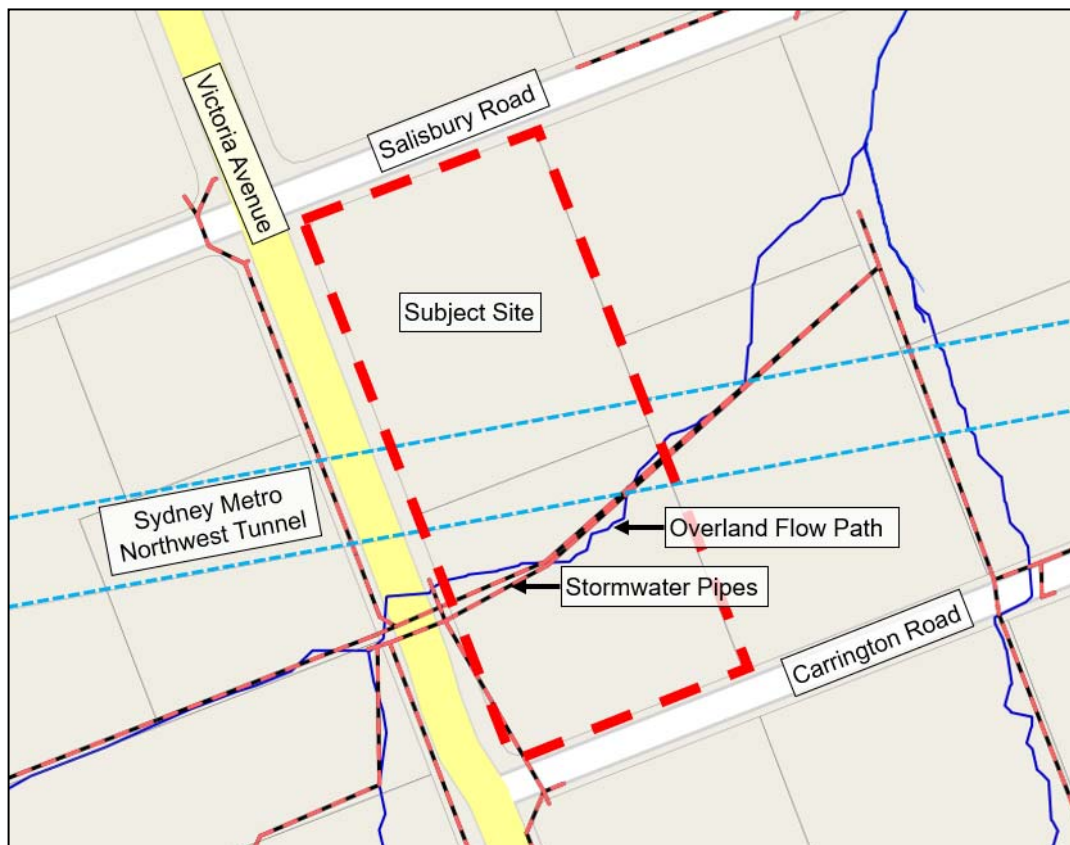 Victoria Avenue
Salisbury Road
Subject Site
Sydney Metro
Northwest Tunnel
Overland Flow Path
Stormwater Pipes
Carrington Road